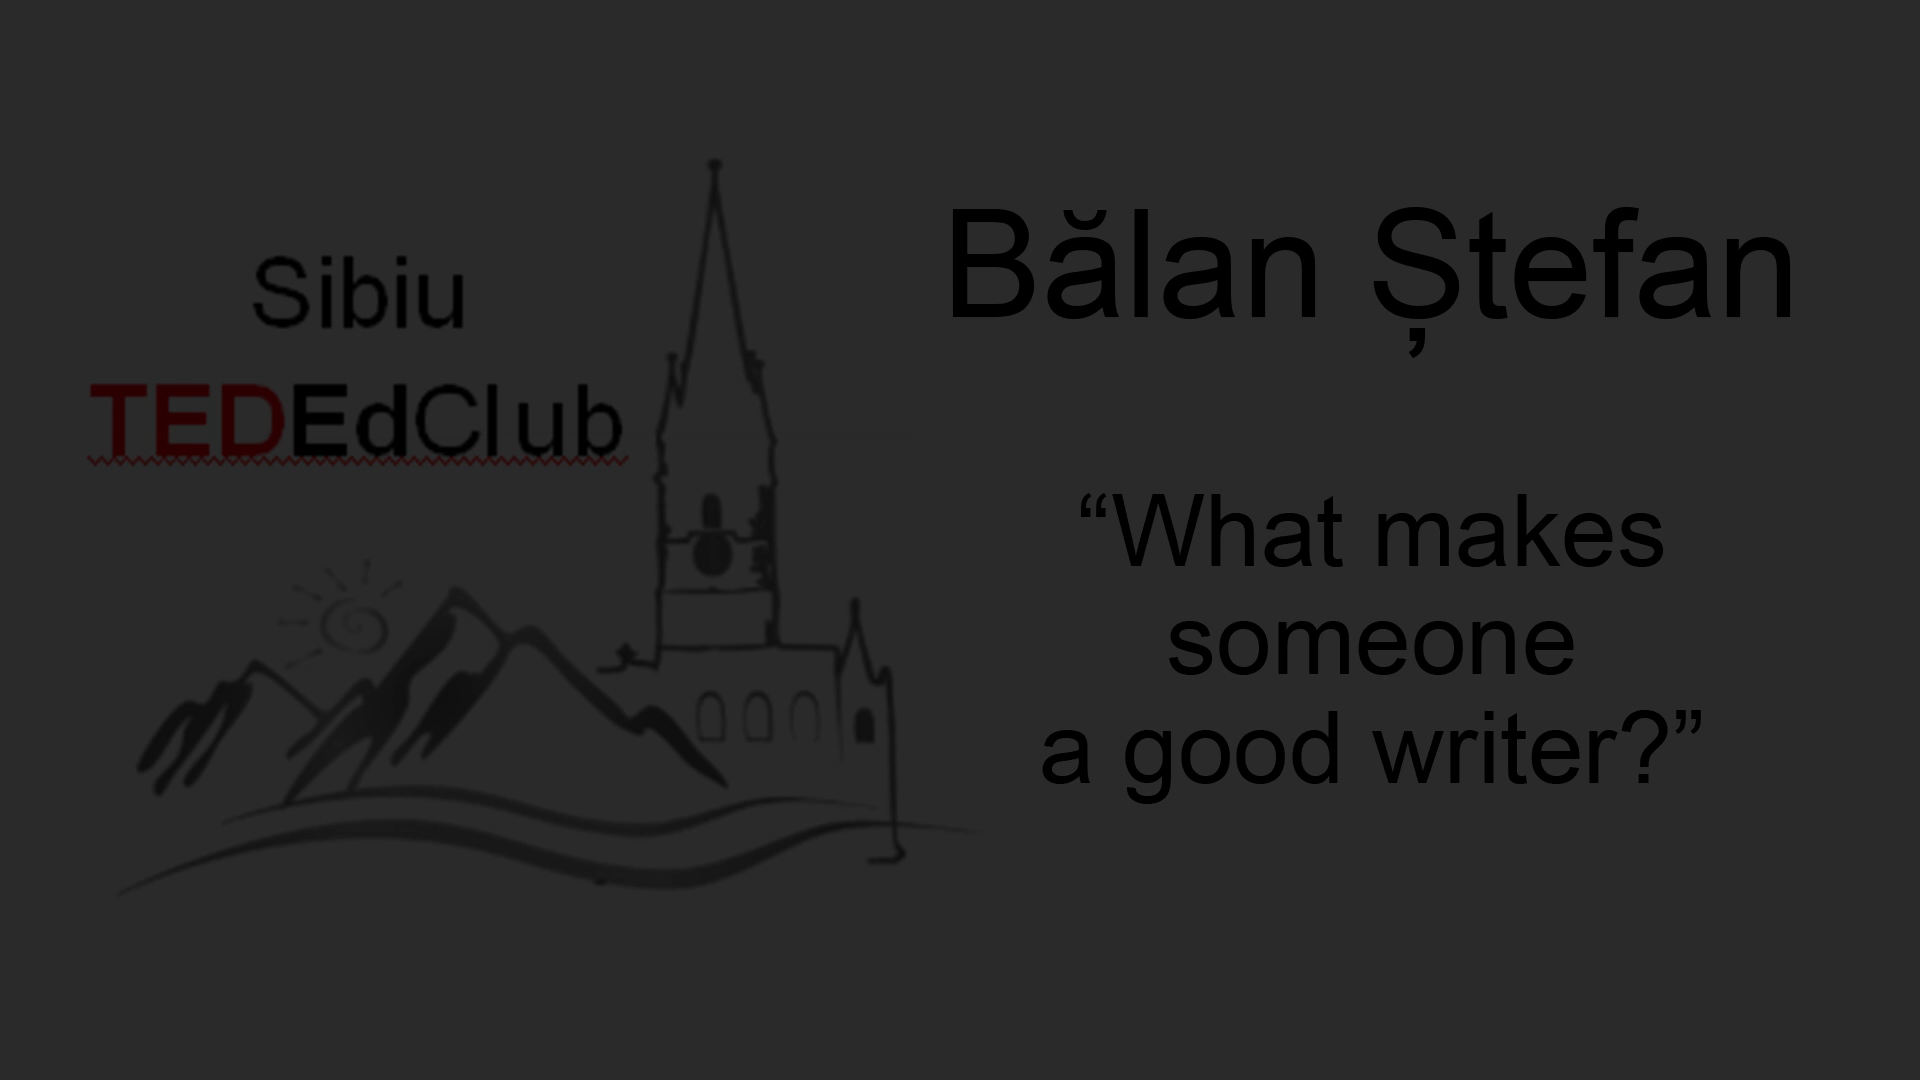 Sibiu
TEDEdClub
Bălan Ștefan
“What makes
someone
a good writer?”